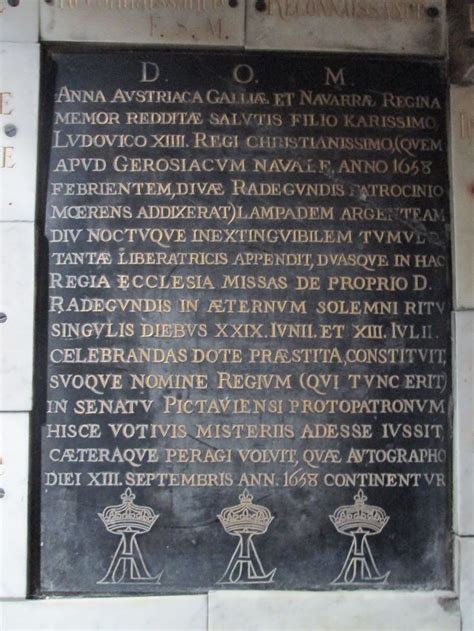 RECONNAISSANCE
F.S.M.
RECONNAISSANCE
D. O. M.
ANNA AVSTRIACA GALLIÆ ET NAVARRÆ REGINA
MEMOR REDDITÆ SALVTIS FILIO KARISSIMO,
LVDOVICO XIIII. REGI CHRISTIANISSIMO,(QVEM
APVD GEROSIACVM NAVALE, ANNO 1658
FEBRIENTEM, DIVÆ RADEGVNDIS PATROCINIO
MŒRENS ADDIXERAT) LAMPADEM ARGENTEAM
DIV NOCTVQVE INEXTINGVIBILEM TVMVLO
TANTÆ LIBERATRICIS APPENDIT, DVASQVE IN HAC
REGIA ECCLESIA MISSAS DE PROPRIO D.
RADEGVNDIS IN ÆTERNVM SOLEMNI RITV
SINGVLIS DIEBVS XXIX. IVNII. ET XIII. IVLII.
CELEBRANDAS DOTE PRÆSTITA, CONSTITVIT,
SVOQVE NOMINE REGIVM (QVI TVNC ERIT)
IN SENATV PICTAVIENSI PROTOPATRONVM
HISCE VOTIVIS MISTERIIS ADESSE IVSSIT,
CÆTERAQVE PERAGI VOLVIT, QVÆ AVTOGRAPHO
DIEI XIII. SEPTEMBRIS ANN. 1658 CONTINENTVR